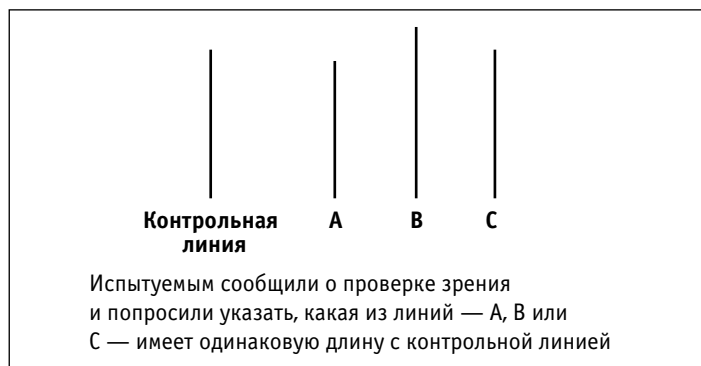 Контрольная A B C
линия
Испытуемым сообщили о проверке зрения
и попросили указать, какая из линий — A, B или
C — имеет одинаковую длину с контрольной линией